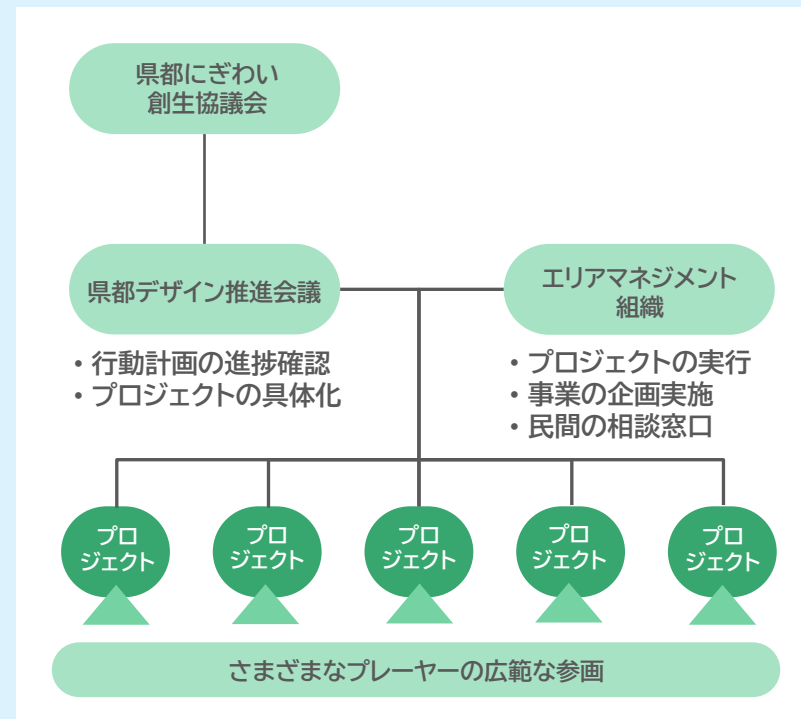 県都にぎわい
創生協議会
県都デザイン推進会議
・行動計画の進捗確認
・プロジェクトの具体化
エリアマネジメント
組織
・プロジェクトの実行
・事業の企画実施
・民間の相談窓口
プロ
ジェクト
プロ
ジェクト
プロ
ジェクト
プロ
ジェクト
プロ
ジェクト
さまざまなプレーヤーの広範な参画